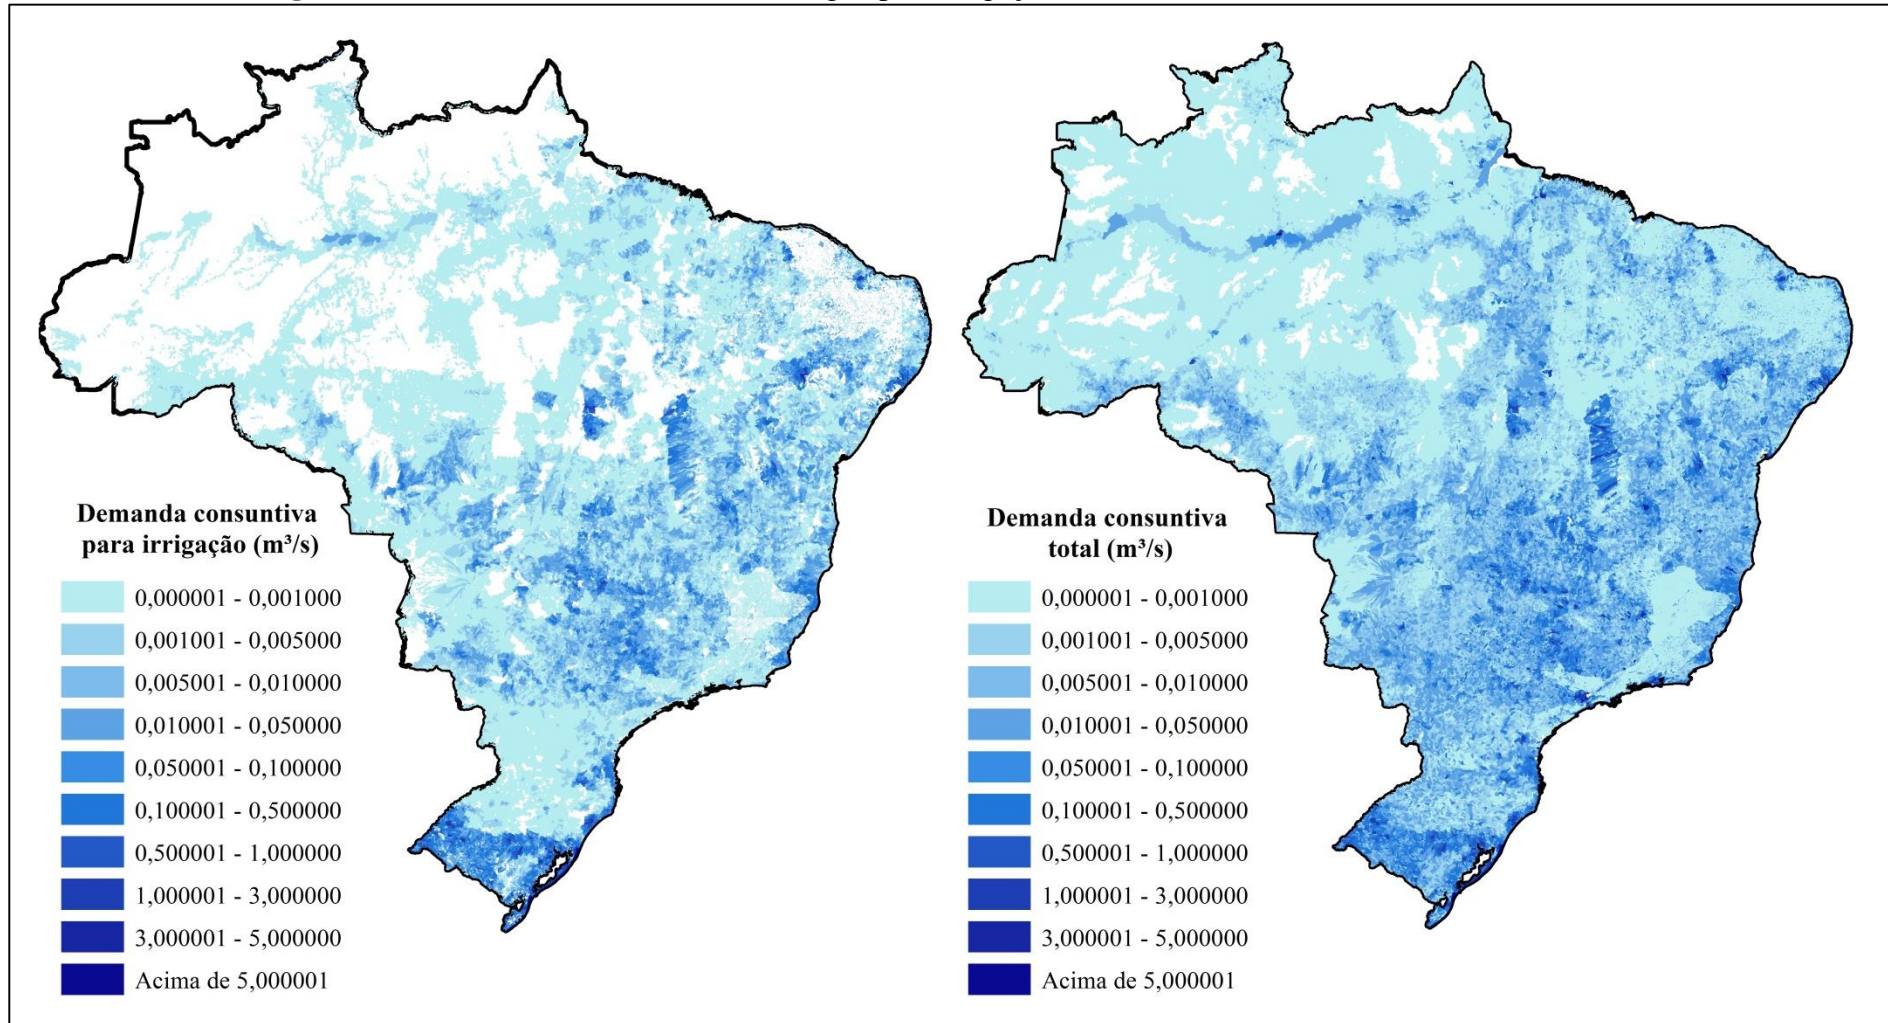 Demanda consuntiva
para irrigação (m³/s)
0,000001 - 0,001000
0,001001 - 0,005000
0,005001 - 0,010000
0,010001 - 0,050000
0,050001 - 0,100000
0,100001 - 0,500000
0,500001 - 1,000000
1,000001 - 3,000000
3,000001 - 5,000000
Acima de 5,000001
Demanda consuntiva
total (m³/s)
0,000001 - 0,001000
0,001001 - 0,005000
0,005001 - 0,010000
0,010001 - 0,050000
0,050001 - 0,100000
0,100001 - 0,500000
0,500001 - 1,000000
1,000001 - 3,000000
3,000001 - 5,000000
Acima de 5,000001